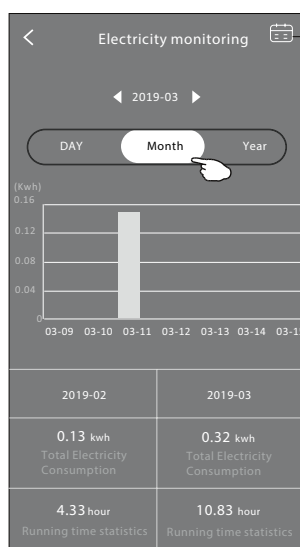 Electricity monitoring
2019-03
DAY Month Year
(Kwh)
0.16
0.12
0.08
0.04
0
03-09 03-10 03-11 03-12 03-13 03-14 03-15
2019-02 2019-03
0.13 kwh 0.32 kwh
Total Electricity Total Electricity
Consumption Consumption
4.33 hour 10.83 hour
Running time statistics Running time statistics